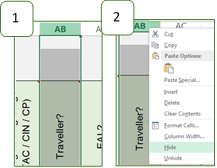 1
AB
AC / CIN / CP)
Traveller?
2
AB
AC
Traveller?
Cut
Copy
Paste Options:
Paste Special...
Insert
Delete
Clear Contents
Format Cells...
Column Width...
Hide
Unhide